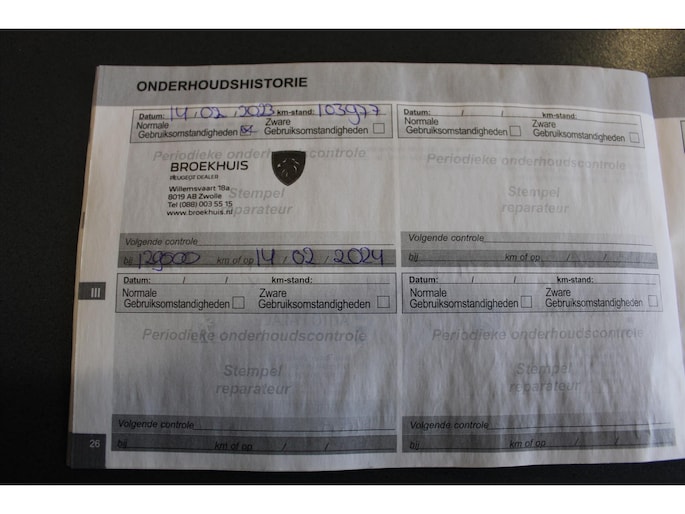 ONDERHOUDSHISTORIE
Datum: 14 / 02 / 2023 km-stand: 103977
Normale Zware
Gebruiksomstandigheden Gebruiksomstandigheden
Periodieke onderhoudscontrole
BROEKHUIS
PEUGEOT DEALER
Willemsvaart 18a
8019 AB Zwolle
Tel (088) 003 55 15
www.broekhuis.nl
Stempel
reparateur
Volgende controle
bij 129000 km of op 14 / 02 / 2024
Datum: / / km-stand:
Normale Zware
Gebruiksomstandigheden Gebruiksomstandigheden
Periodieke onderhoudscontrole
Stempel
reparateur
Volgende controle
bij km of op / /
III
Datum: / / km-stand:
Normale Zware
Gebruiksomstandigheden Gebruiksomstandigheden
Periodieke onderhoudscontrole
Stempel
reparateur
Volgende controle
bij km of op / /
Datum: / / km-stand:
Normale Zware
Gebruiksomstandigheden Gebruiksomstandigheden
Periodieke onderhoudscontrole
Stempel
reparateur
Volgende controle
bij km of op / /
26